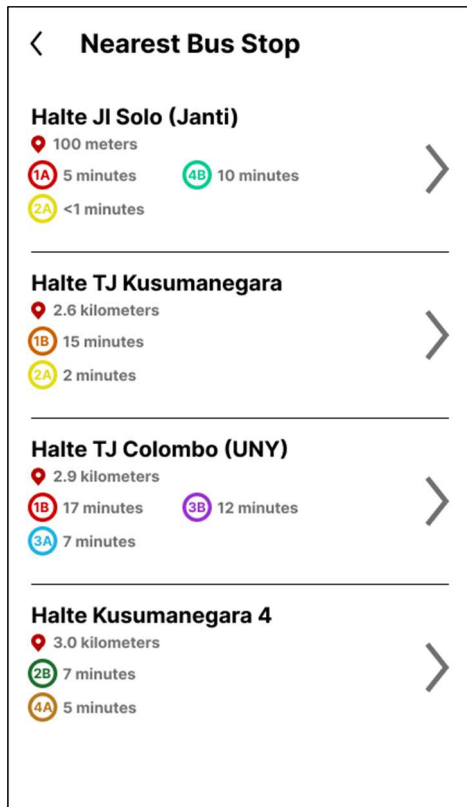 Nearest Bus Stop
Halte Jl Solo (Janti)
100 meters
1A 5 minutes 4B 10 minutes
2A <1 minutes
Halte TJ Kusumanegara
2.6 kilometers
1B 15 minutes
2A 2 minutes
Halte TJ Colombo (UNY)
2.9 kilometers
1B 17 minutes 3B 12 minutes
3A 7 minutes
Halte Kusumanegara 4
3.0 kilometers
2B 7 minutes
4A 5 minutes